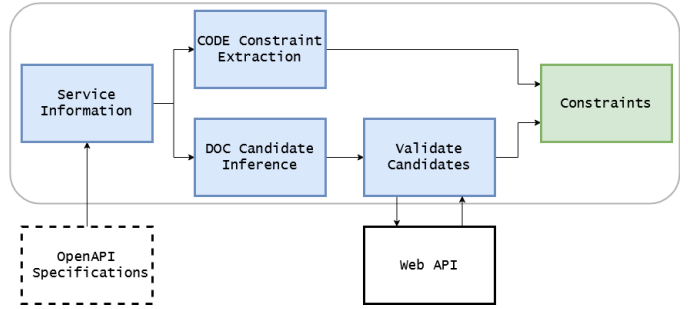 CODE Constraint
Extraction
Service
Information
Constraints
DOC Candidate
Inference
Validate
Candidates
OpenAPI
Specifications
Web API